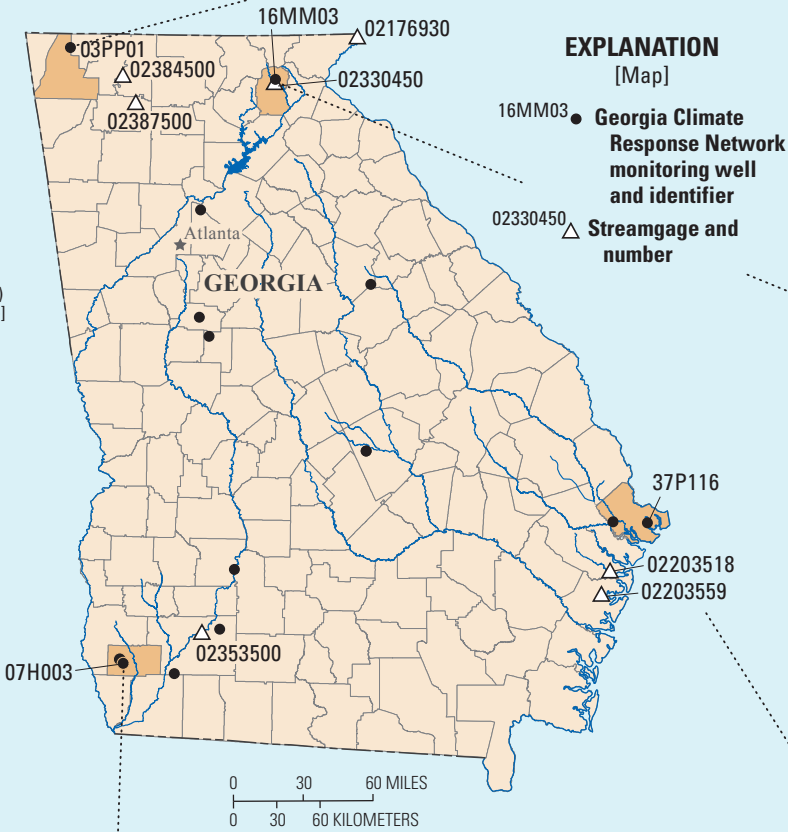 16MM03
02176930
03PP01
02384500
02330450
02387500
EXPLANATION
[Map]
16MM03 Georgia Climate
Response Network
monitoring well
and identifier
02330450 Streamgage and
number
Atlanta
GEORGIA
)
]
37P116
02203518
02203559
02353500
07H003
0 30 60 MILES
0 30 60 KILOMETERS